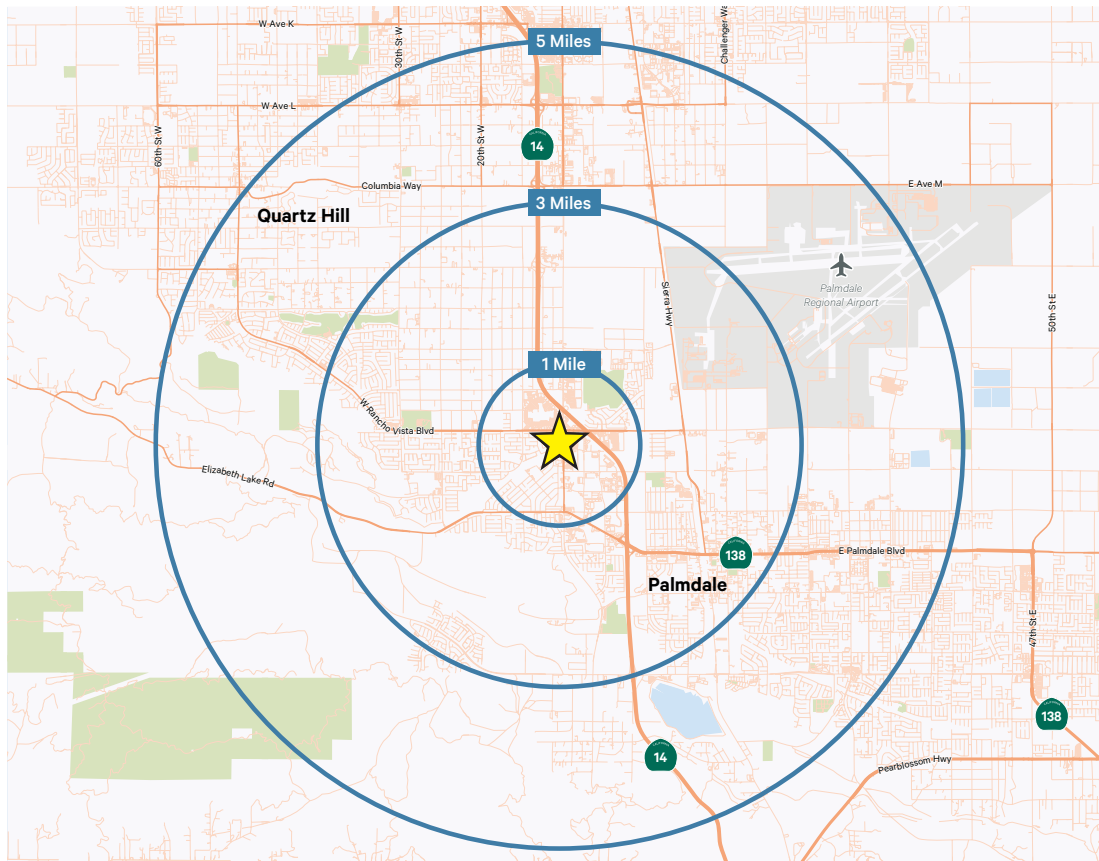 W Ave K
30th St W
5 Miles
Challenger Wa
W Ave L
60th St W
20th St W
14
Columbia Way
E Ave M
3 Miles
Quartz Hill
Palmdale
Regional Airport
Sierra Hwy
50th St E
1 Mile
W Rancho Vista Blvd
Elizabeth Lake Rd
138
E Palmdale Blvd
Palmdale
47th St E
138
14
Pearblossom Hwy